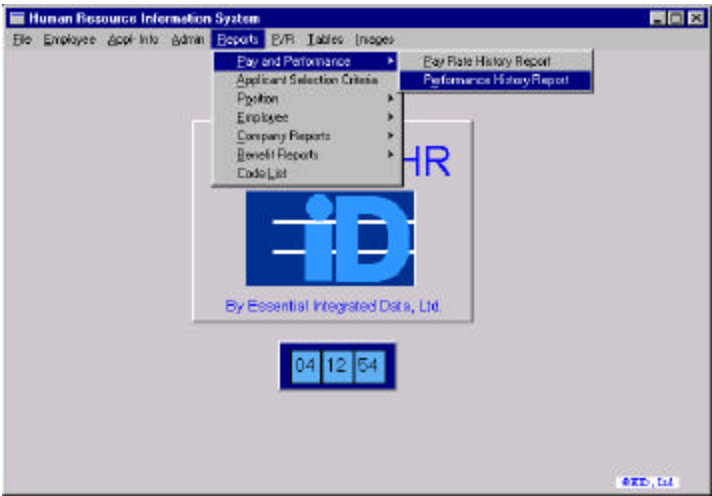 Human Resource Information System
File Employee Appl-Info Admin Reports P/R Tables Images
Pay and Performance
Pay Rate History Report
Performance History Report
Applicant Selection Criteria
Position
Employee
Company Reports
Benefit Reports
Code List
HR
iD
By Essential Integrated Data, Ltd.
04 12 54
Ltd